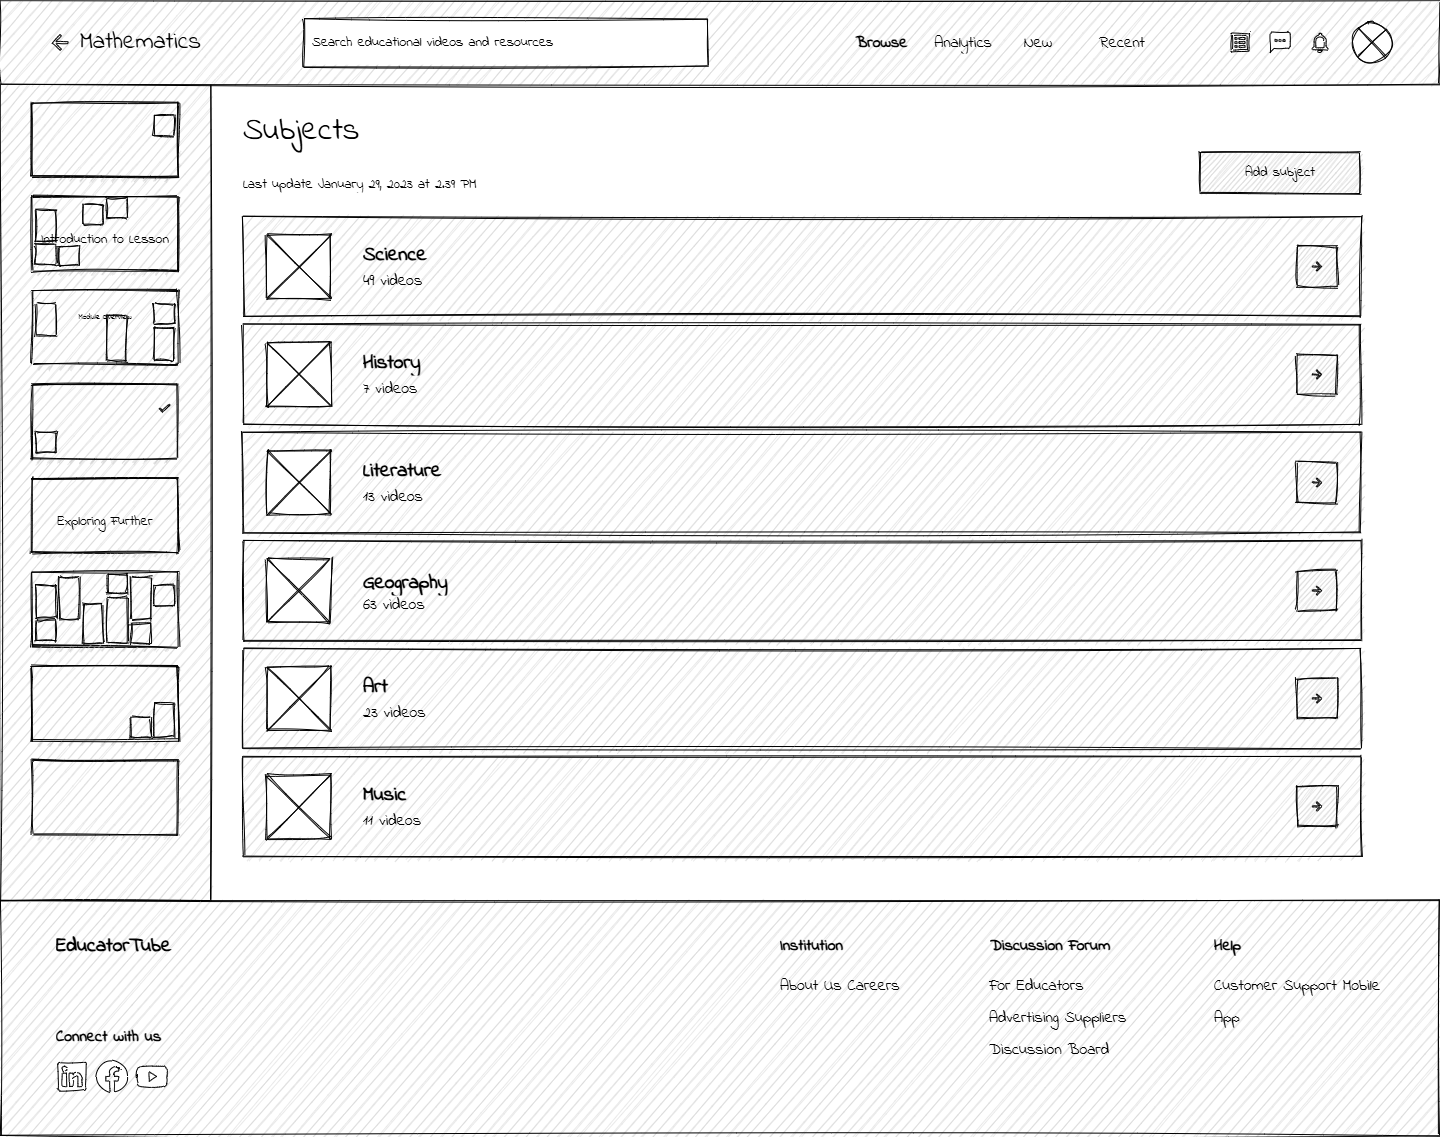 Mathematics
Search educational videos and resources
Browse Analytics New Recent
Subjects
Last update January 29, 2023 at 2:39 PM
Add subject
Introduction to Lesson
Module Overview
Exploring Further
Science
49 videos
History
7 videos
Literature
13 videos
Geography
63 videos
Art
23 videos
Music
11 videos
EducatorTube
Connect with us
in f
Institution
About Us Careers
Discussion Forum
For Educators
Advertising Suppliers
Discussion Board
Help
Customer Support Mobile
App